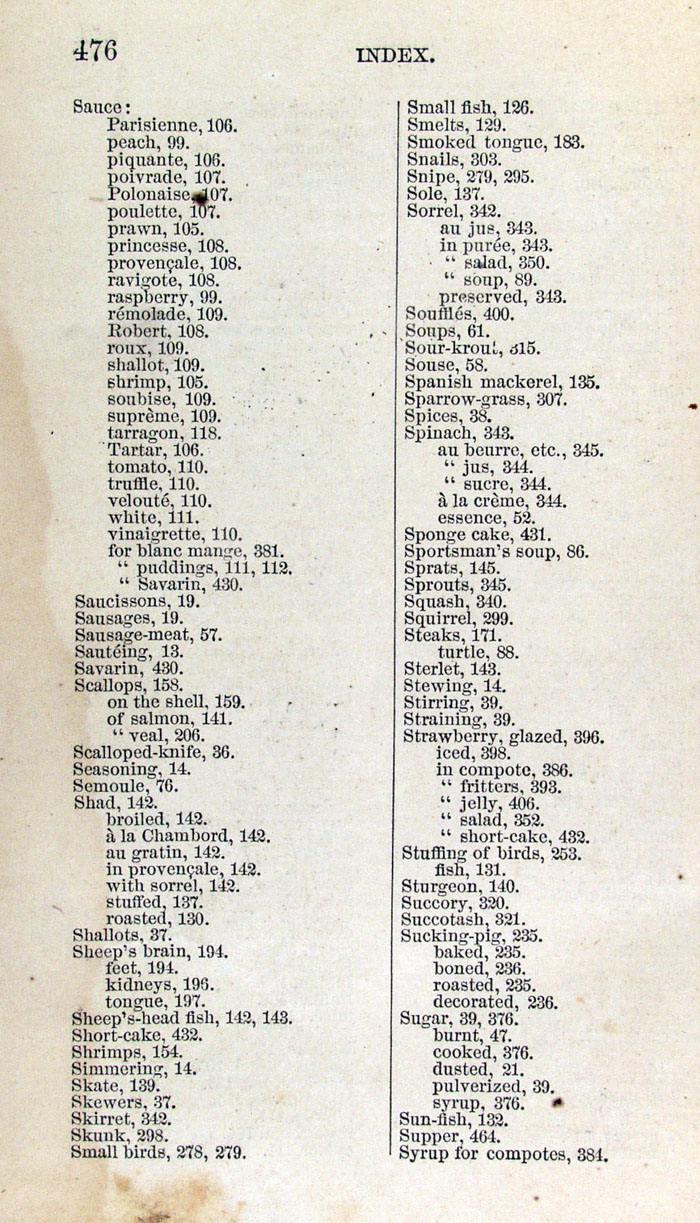 476
INDEX.
Sauce:
Parisienne, 106.
peach, 99.
piquante, 106.
poivrade, 107.
Polonaise, 107.
poulette, 107.
prawn, 105.
princesse, 108.
provençale, 108.
ravigote, 108.
raspberry, 99.
rémolade, 109.
Robert, 108.
roux, 109.
shallot, 109.
shrimp, 105.
soubise, 109.
suprème, 109.
tarragon, 118.
Tartar, 106.
tomato, 110.
truffle, 110.
velouté, 110.
white, 111.
vinaigrette, 110.
for blanc mange, 381.
“ puddings, 111, 112.
“ Savarin, 430.
Saucissons, 19.
Sausages, 19.
Sausage-meat, 57.
Sautéing, 13.
Savarin, 430.
Scallops, 158.
on the shell, 159.
of salmon, 141.
“ veal, 206.
Scalloped-knife, 36.
Seasoning, 14.
Semoule, 76.
Shad, 142.
broiled, 142.
à la Chambord, 142.
au gratin, 142.
in provençale, 142.
with sorrel, 142.
stuffed, 137.
roasted, 130.
Shallots, 37.
Sheep's brain, 194.
feet, 194.
kidneys, 196.
tongue, 197.
Sheep's-head fish, 142, 143.
Short-cake, 432.
Shrimps, 154.
Simmering, 14.
Skate, 139.
Skewers, 37.
Skirret, 342.
Skunk, 298.
Small birds, 278, 279.
Small fish, 126.
Smelts, 129.
Smoked tongue, 183.
Snails, 303.
Snipe, 279, 295.
Sole, 137.
Sorrel, 342.
au jus, 343.
in purée, 343.
“ salad, 350.
“ soup, 89.
preserved, 343.
Soufflés, 400.
Soups, 61.
Sour-krout, 315.
Souse, 58.
Spanish mackerel, 135.
Sparrow-grass, 307.
Spices, 38.
Spinach, 343.
au beurre, etc., 345.
“ jus, 344.
“ sucre, 344.
à la crème, 344.
essence, 52.
Sponge cake, 431.
Sportsman's soup, 86.
Sprats, 145.
Sprouts, 345.
Squash, 340.
Squirrel, 299.
Steaks, 171.
turtle, 88.
Sterlet, 143.
Stewing, 14.
Stirring, 39.
Straining, 39.
Strawberry, glazed, 396.
iced, 398.
in compote, 386.
“ fritters, 393.
“ jelly, 406.
“ salad, 352.
“ short-cake, 432.
Stuffing of birds, 253.
fish, 131.
Sturgeon, 140.
Succory, 320.
Succotash, 321.
Sucking-pig, 235.
baked, 235.
boned, 236.
roasted, 235.
decorated, 236.
Sugar, 39, 376.
burnt, 47.
cooked, 376.
dusted, 21.
pulverized, 39.
syrup, 376.
Sun-fish, 132.
Supper, 464.
Syrup for compotes, 384.